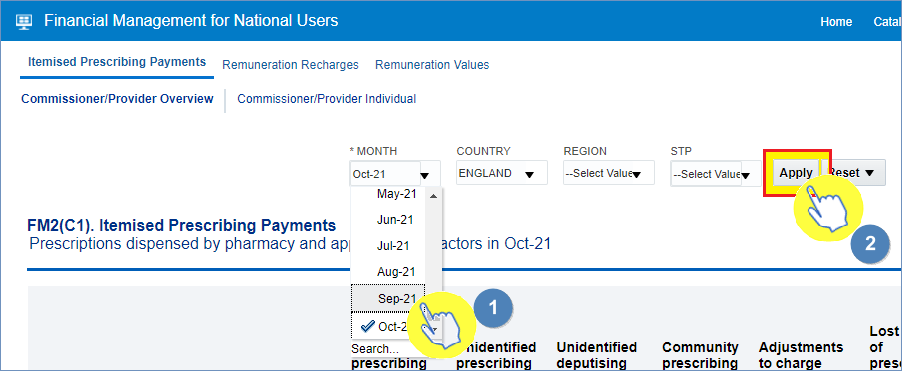 Financial Management for National Users
Home Catal
Itemised Prescribing Payments Remuneration Recharges Remuneration Values
Commissioner/Provider Overview Commissioner/Provider Individual
* MONTH COUNTRY REGION STP
Oct-21 ENGLAND --Select Value --Select Value Apply Reset
May-21
Jun-21
Jul-21
Aug-21
Sep-21
Oct-2
Search...
FM2(C1). Itemised Prescribing Payments
Prescriptions dispensed by pharmacy and app actors in Oct-21
1
2
prescribing
nidentified
prescribing
Unidentified
deputising
Community
prescribing
Adjustments
to charge
Lost
of
presc